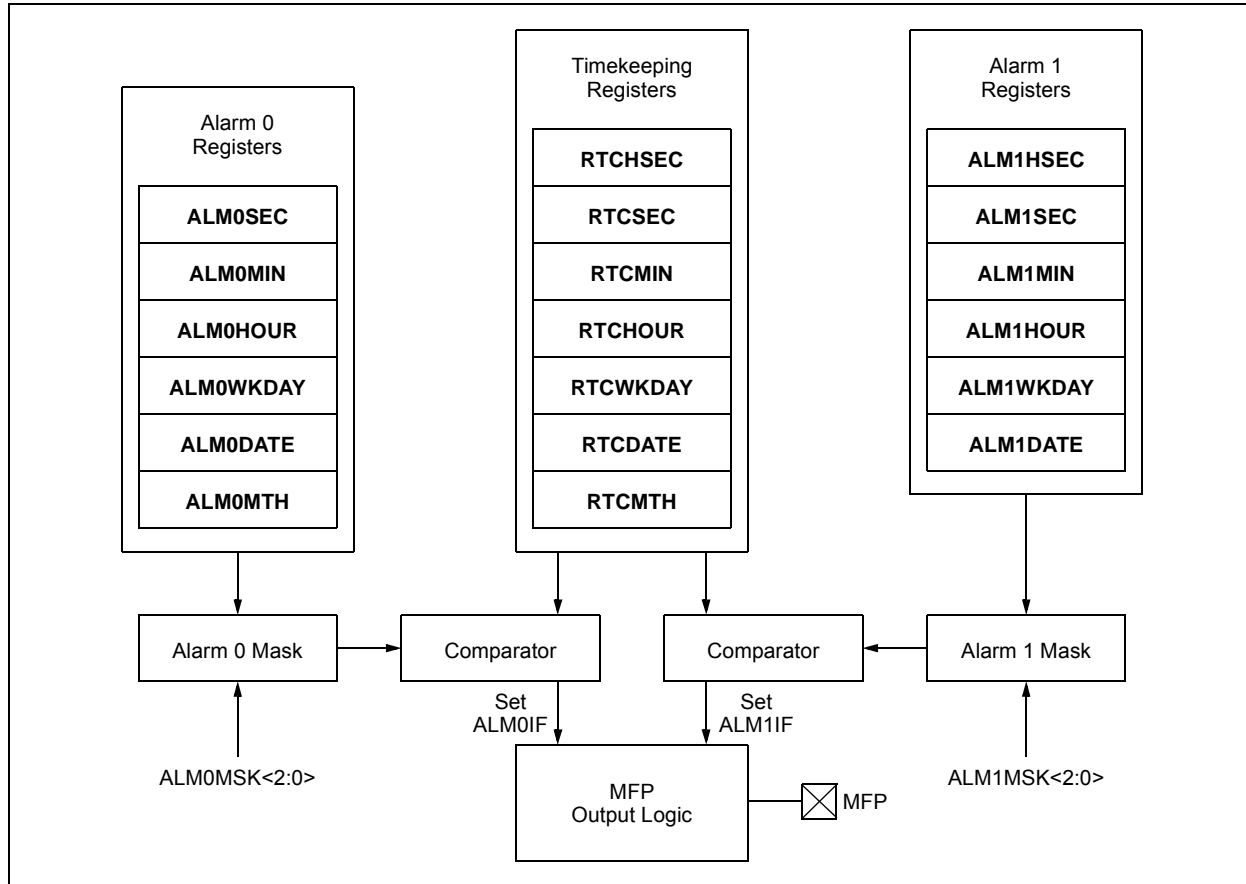 Alarm 0
Registers
ALM0SEC
ALM0MIN
ALM0HOUR
ALM0WKDAY
ALM0DATE
ALM0MTH
Timekeeping
Registers
RTCHSEC
RTCSEC
RTCMIN
RTCHOUR
RTCWKDAY
RTCDATE
RTCMTH
Alarm 1
Registers
ALM1HSEC
ALM1SEC
ALM1MIN
ALM1HOUR
ALM1WKDAY
ALM1DATE
Alarm 0 Mask
Comparator
Comparator
Alarm 1 Mask
Set
ALM0IF
Set
ALM1IF
ALM0MSK<2:0>
ALM1MSK<2:0>
MFP
Output Logic
MFP